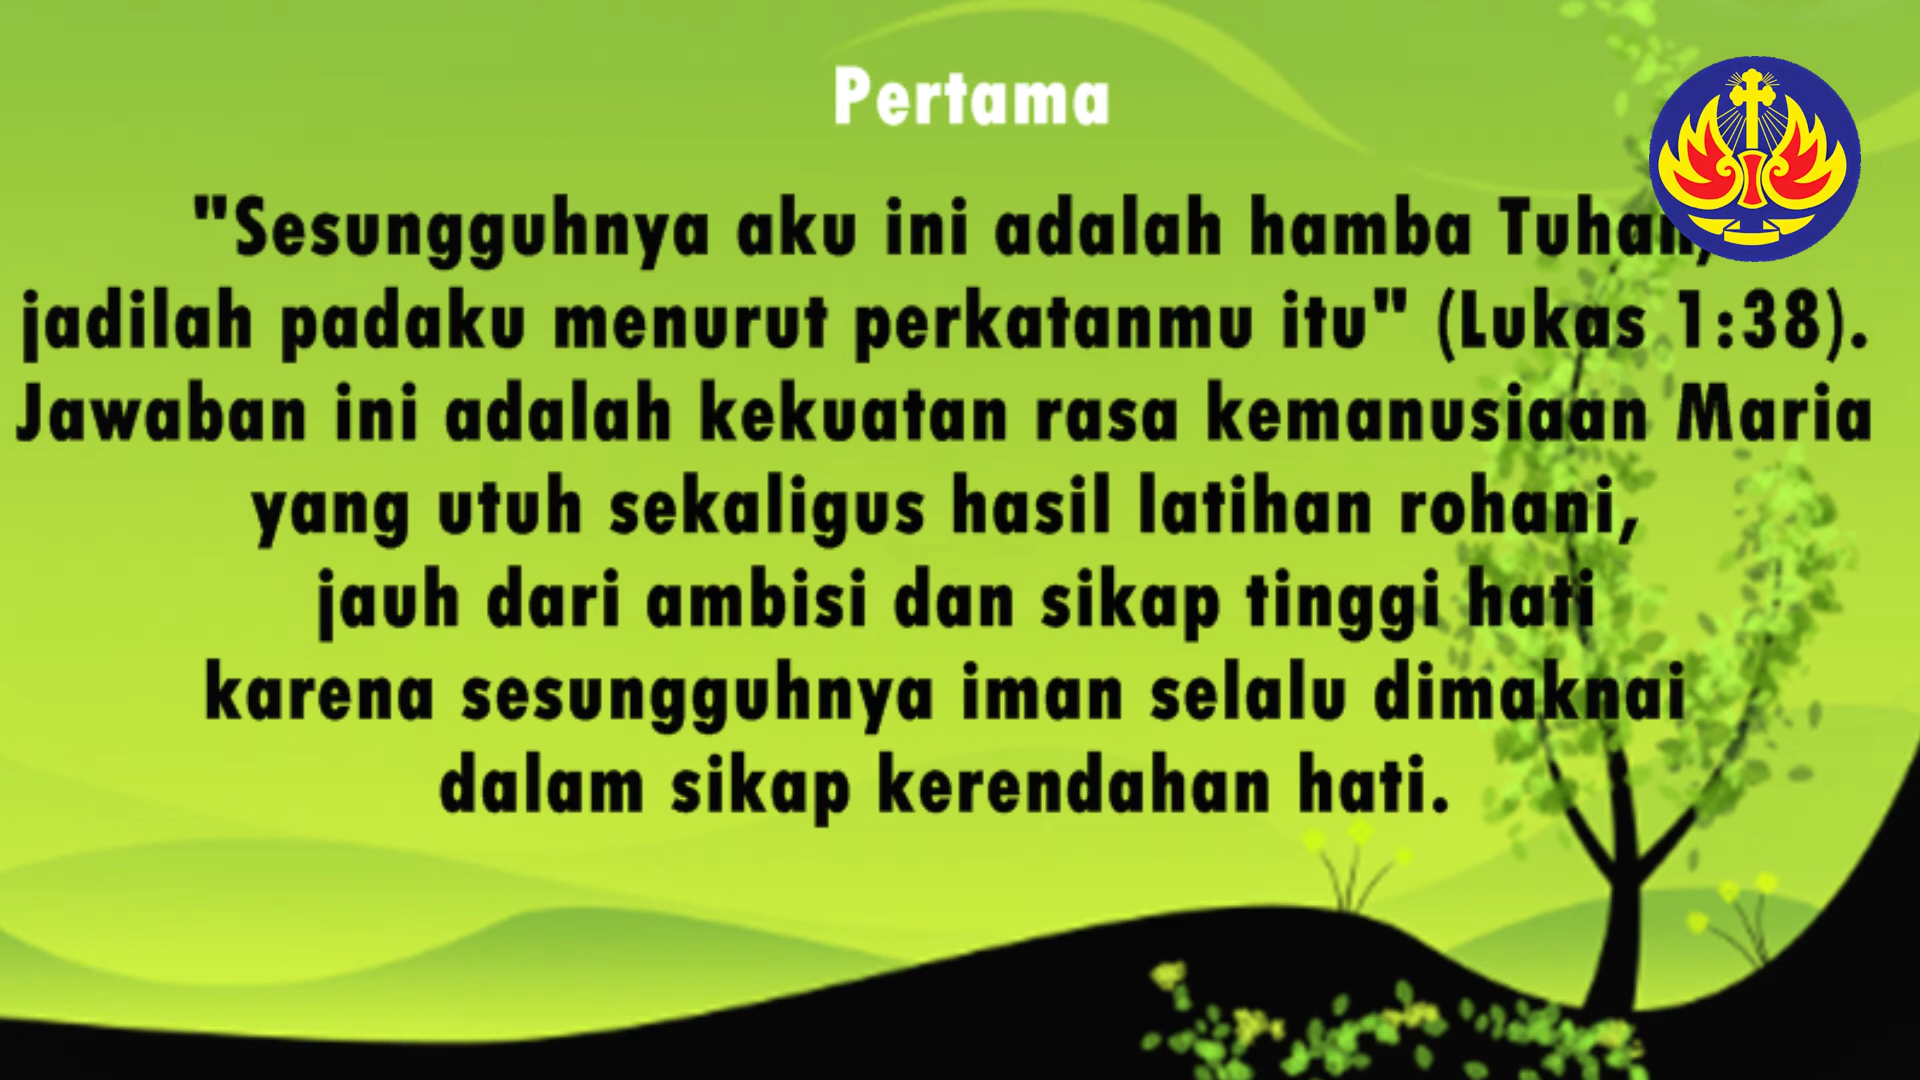 Pertama
"Sesungguhnya aku ini adalah hamba Tuhan,
jadilah padaku menurut perkatanmu itu" (Lukas 1:38).
Jawaban ini adalah kekuatan rasa kemanusiaan Maria
yang utuh sekaligus hasil latihan rohani,
jauh dari ambisi dan sikap tinggi hati
karena sesungguhnya iman selalu dimaknai
dalam sikap kerendahan hati.